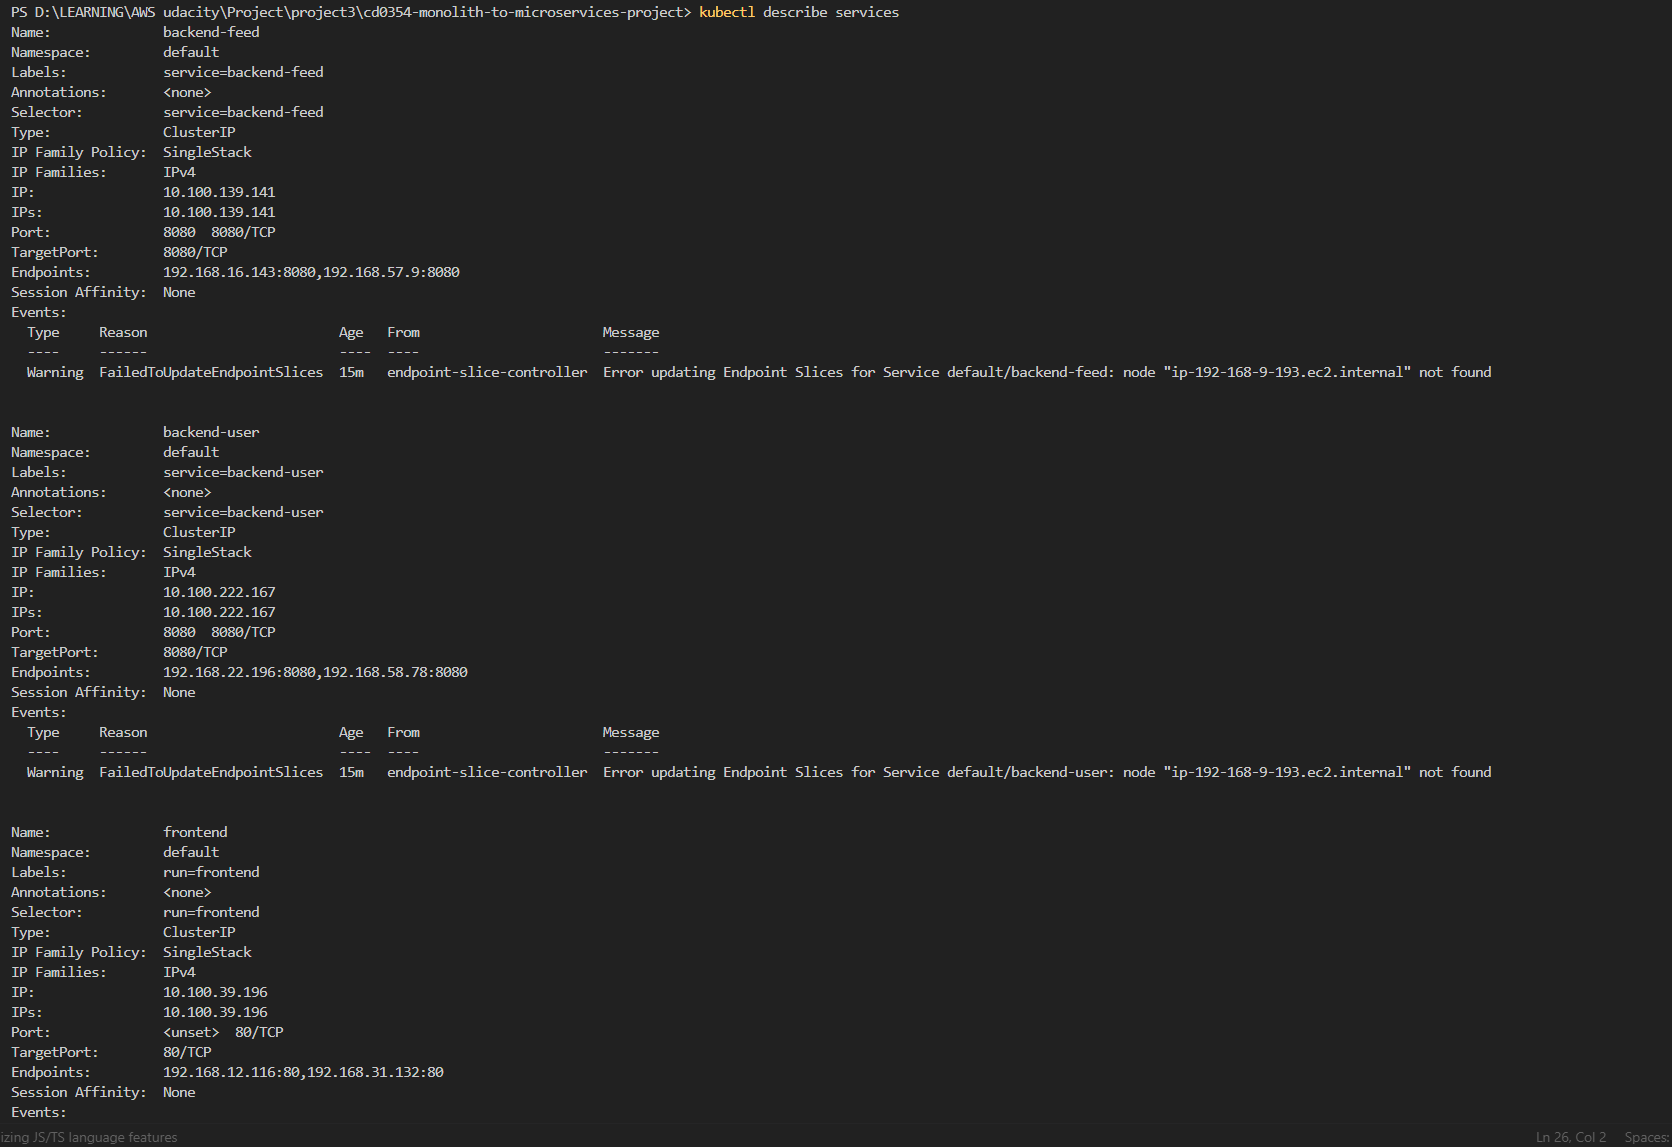 PS D:\LEARNING\AWS udacity\Project\project3\cd0354-monolith-to-microservices-project> kubectl describe services
Name:              backend-feed
Namespace:         default
Labels:            service=backend-feed
Annotations:       <none>
Selector:          service=backend-feed
Type:              ClusterIP
IP Family Policy:  SingleStack
IP Families:       IPv4
IP:                10.100.139.141
IPs:               10.100.139.141
Port:              8080  8080/TCP
TargetPort:        8080/TCP
Endpoints:         192.168.16.143:8080,192.168.57.9:8080
Session Affinity:  None
Events:
  Type     Reason                        Age   From                       Message
  ----     ------                        ----  ----                       -------
  Warning  FailedToUpdateEndpointSlices  15m   endpoint-slice-controller  Error updating Endpoint Slices for Service default/backend-feed: node "ip-192-168-9-193.ec2.internal" not found
Name:              backend-user
Namespace:         default
Labels:            service=backend-user
Annotations:       <none>
Selector:          service=backend-user
Type:              ClusterIP
IP Family Policy:  SingleStack
IP Families:       IPv4
IP:                10.100.222.167
IPs:               10.100.222.167
Port:              8080  8080/TCP
TargetPort:        8080/TCP
Endpoints:         192.168.22.196:8080,192.168.58.78:8080
Session Affinity:  None
Events:
  Type     Reason                        Age   From                       Message
  ----     ------                        ----  ----                       -------
  Warning  FailedToUpdateEndpointSlices  15m   endpoint-slice-controller  Error updating Endpoint Slices for Service default/backend-user: node "ip-192-168-9-193.ec2.internal" not found
Name:              frontend
Namespace:         default
Labels:            run=frontend
Annotations:       <none>
Selector:          run=frontend
Type:              ClusterIP
IP Family Policy:  SingleStack
IP Families:       IPv4
IP:                10.100.39.196
IPs:               10.100.39.196
Port:              <unset>  80/TCP
TargetPort:        80/TCP
Endpoints:         192.168.12.116:80,192.168.31.132:80
Session Affinity:  None
Events:
izing JS/TS language features Ln 26, Col 2 Spaces: